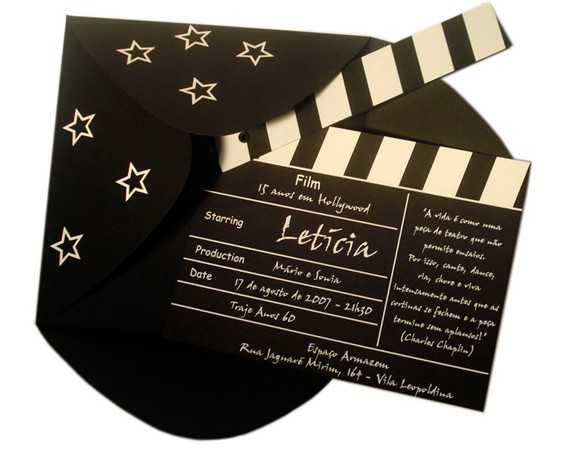 Film
15 anos em Hollywood
Starring
Letícia
Production
Mário e Sonia
Date
17 de agosto de 2007 - 21h30
Traje Anos 60
"A vida é como uma
peça de teatro que não
permite ensaios.
Por isso, cante, dance,
ria, chore e viva
intensamente antes que as
cortinas se fechem e a peça
termine sem aplausos!"
(Charles Chaplin)
Espaço Armazem
Rua Jaguaré Mirim, 164 - Vila Leopoldina